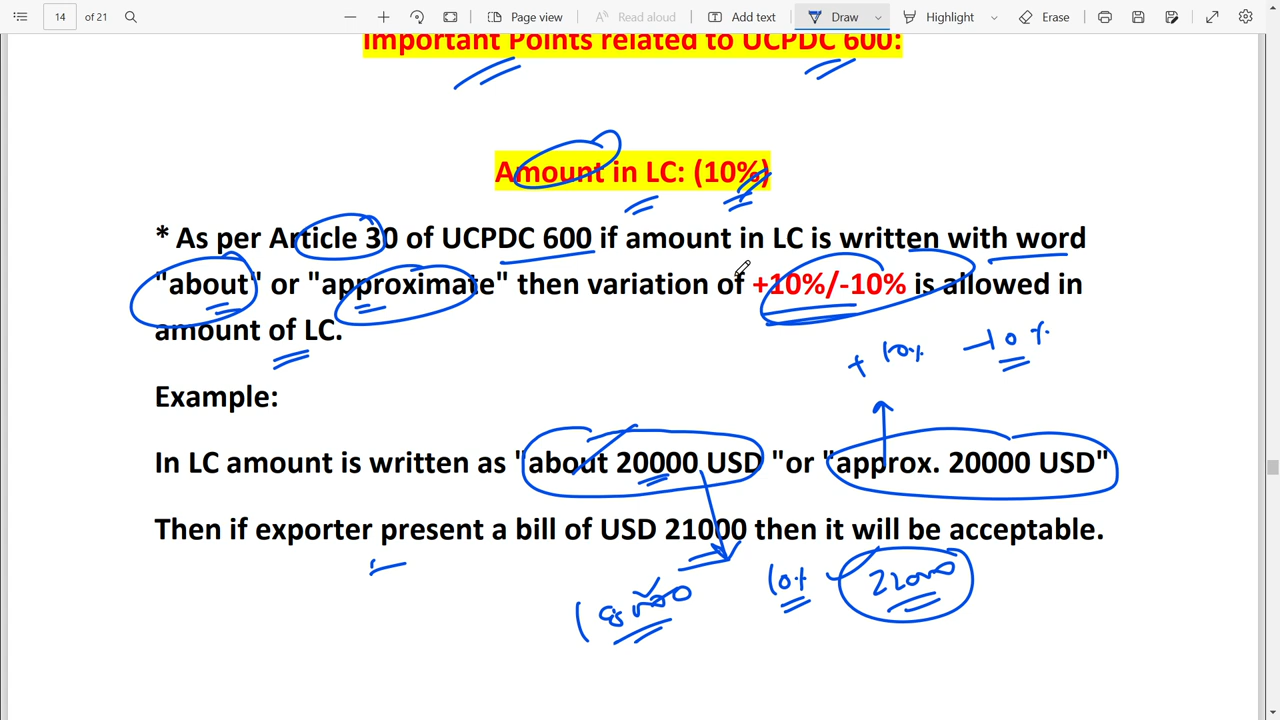 14 of 21
Page view
Read aloud
Add text
Draw
Highlight
Erase
Important Points related to UCPDC 600:
Amount in LC: (10%)
* As per Article 30 of UCPDC 600 if amount in LC is written with word
"about" or "approximate" then variation of +10%/-10% is allowed in
amount of LC.
+ 10% -10 %
Example:
In LC amount is written as "about 20000 USD "or "approx. 20000 USD"
Then if exporter present a bill of USD 21000 then it will be acceptable.
10% 22000